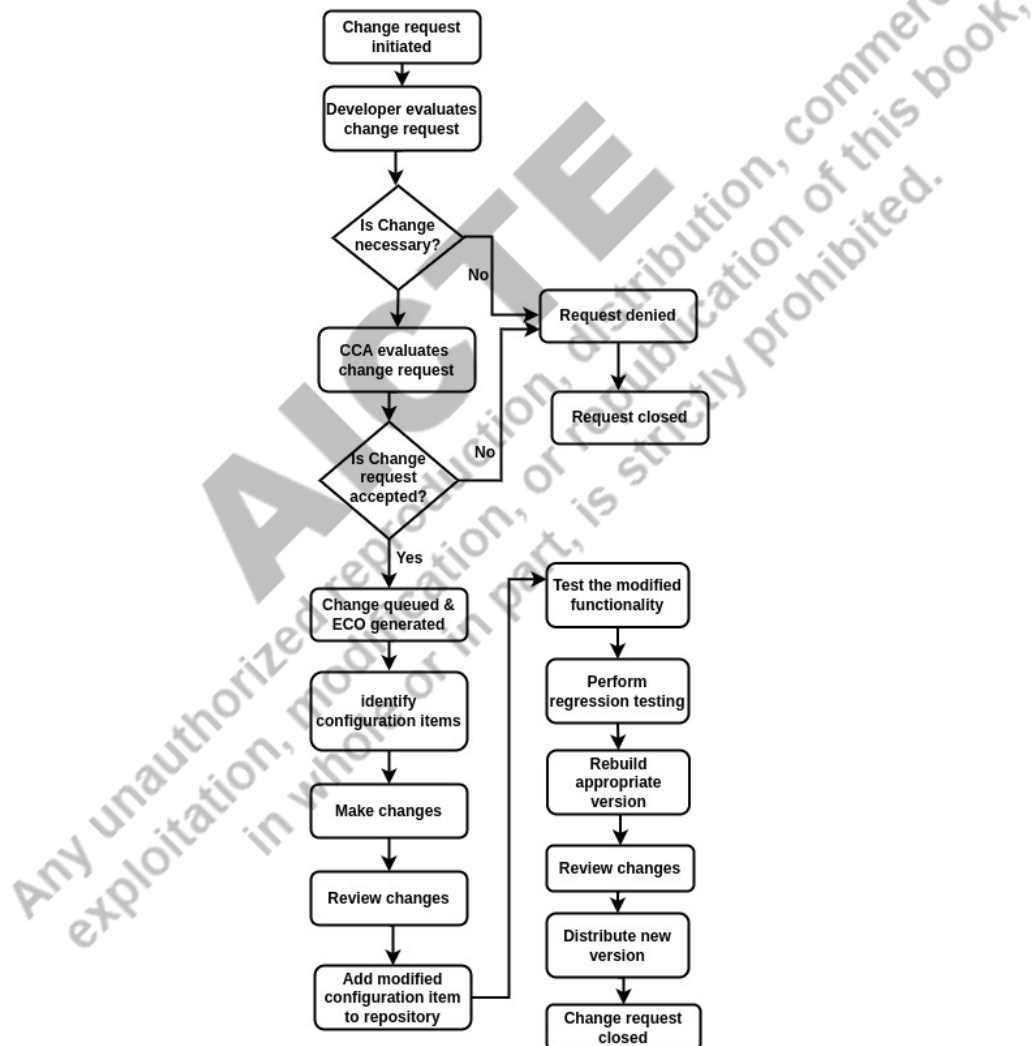 Change request
initiated
Developer evaluates
change request
Is Change
necessary?
No
Request denied
CCA evaluates
change request
Request closed
Is Change
request
accepted?
No
Yes
Change queued &
ECO generated
identify
configuration items
Make changes
Review changes
Add modified
configuration item
to repository
Test the modified
functionality
Perform
regression testing
Rebuild
appropriate
version
Review changes
Distribute new
version
Change request
closed
AICTE
Any unauthorized reproduction, distribution, commerc
exploitation, modification, or republication of this book,
in whole or in part, is strictly prohibited.